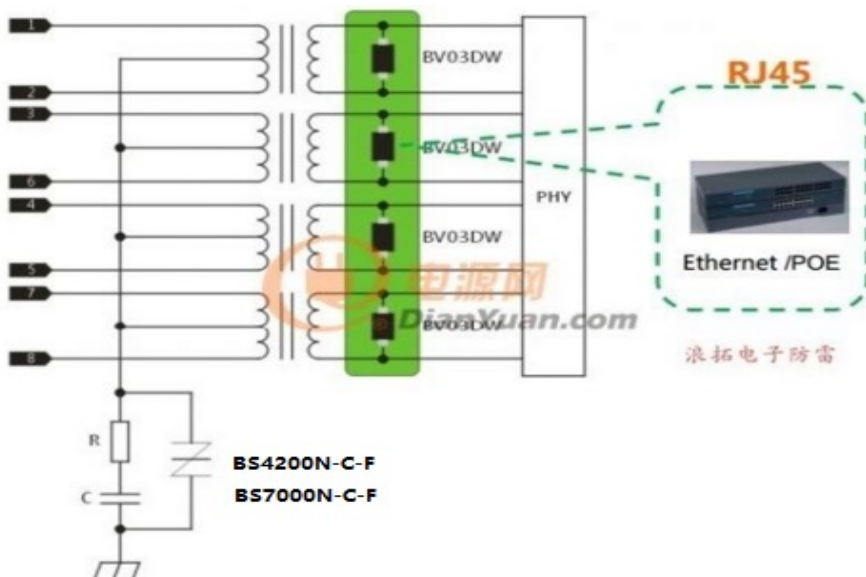 1
2
3
6
4
5
7
8
BV03DW
BV03DW
BV03DW
BV03DW
PHY
RJ45
Ethernet /POE
电源网
DianYuan.com
浪拓电子防雷
R
C
BS4200N-C-F
BS7000N-C-F